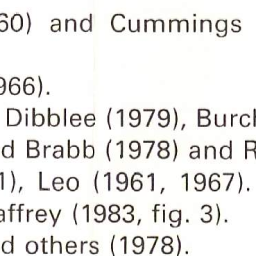 60) and Cummings
966).
Dibblee (1979), Burch
d Brabb (1978) and R
1), Leo (1961, 1967).
affrey (1983, fig. 3).
d others (1978).